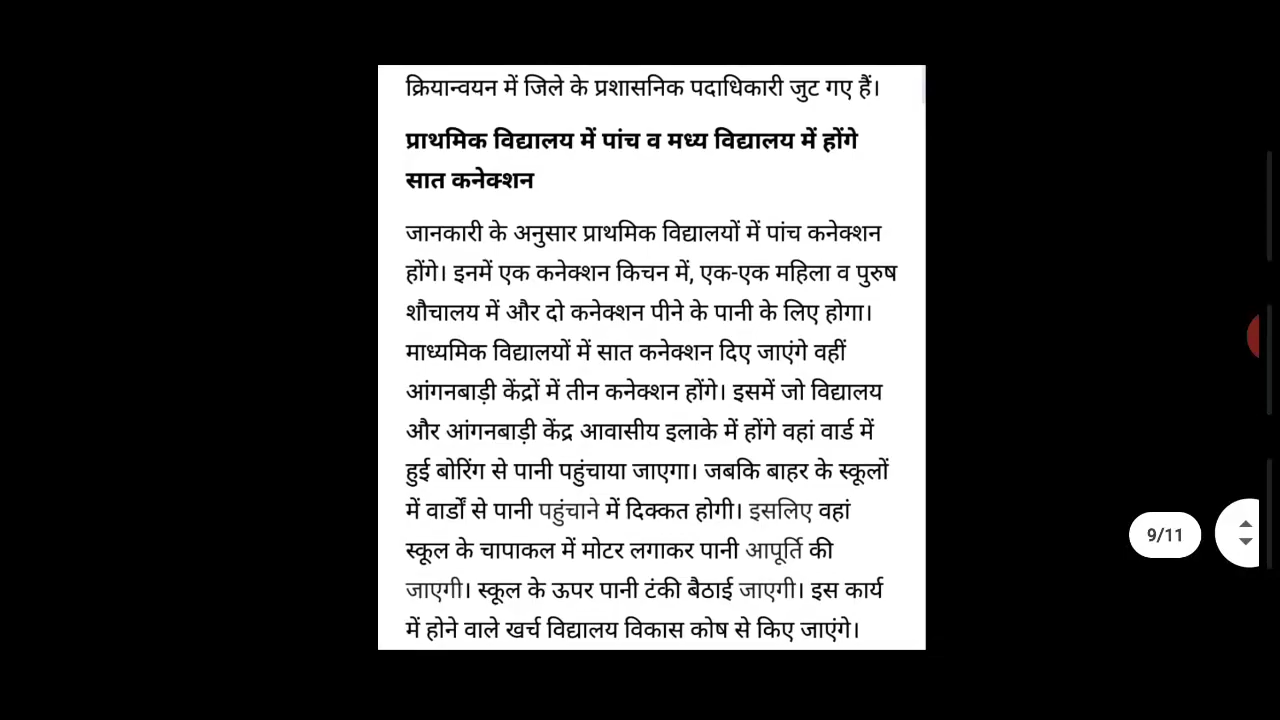 क्रियान्वयन में जिले के प्रशासनिक पदाधिकारी जुट गए हैं।
प्राथमिक विद्यालय में पांच व मध्य विद्यालय में होंगे
सात कनेक्शन
जानकारी के अनुसार प्राथमिक विद्यालयों में पांच कनेक्शन
होंगे। इनमें एक कनेक्शन किचन में, एक-एक महिला व पुरुष
शौचालय में और दो कनेक्शन पीने के पानी के लिए होगा।
माध्यमिक विद्यालयों में सात कनेक्शन दिए जाएंगे वहीं
आंगनबाड़ी केंद्रों में तीन कनेक्शन होंगे। इसमें जो विद्यालय
और आंगनबाड़ी केंद्र आवासीय इलाके में होंगे वहां वार्ड में
हुई बोरिंग से पानी पहुंचाया जाएगा। जबकि बाहर के स्कूलों
में वार्डों से पानी पहुंचाने में दिक्कत होगी। इसलिए वहां
स्कूल के चापाकल में मोटर लगाकर पानी आपूर्ति की
जाएगी। स्कूल के ऊपर पानी टंकी बैठाई जाएगी। इस कार्य
में होने वाले खर्च विद्यालय विकास कोष से किए जाएंगे।
9/11